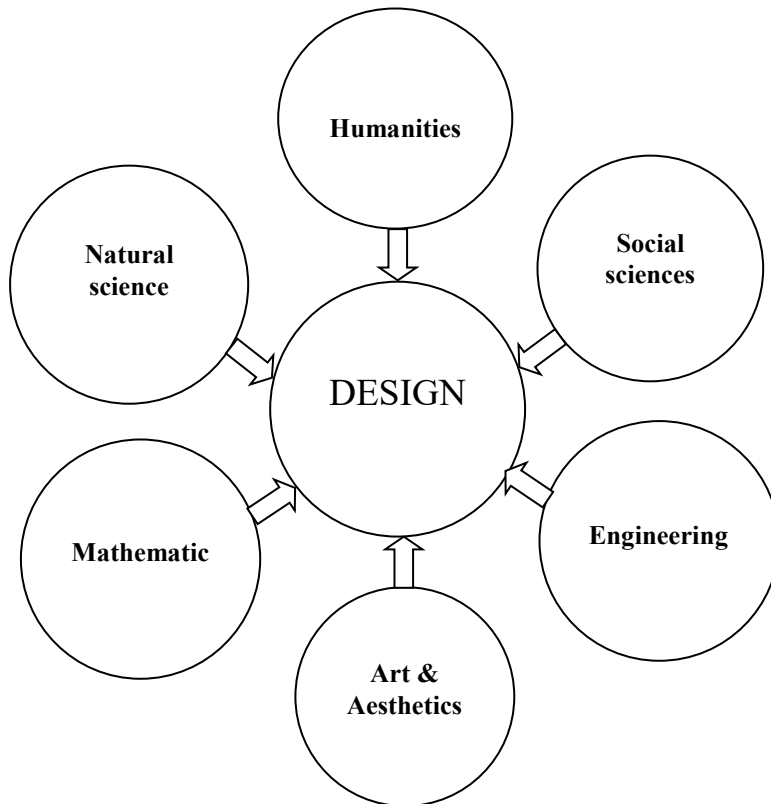 Humanities
Natural
science
Social
sciences
DESIGN
Mathematic
Engineering
Art &
Aesthetics